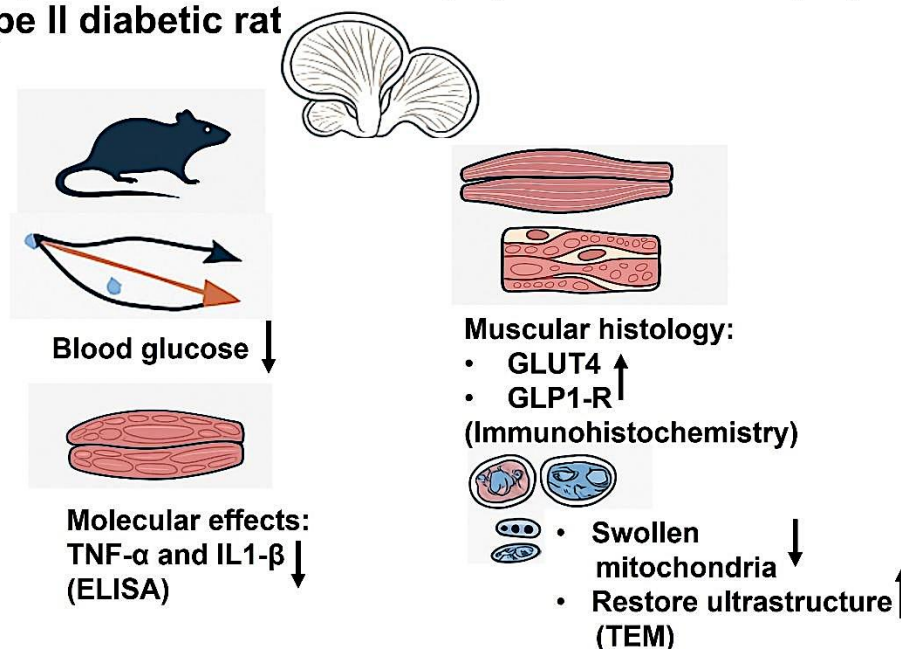 pe II diabetic rat
Blood glucose ↓
Muscular histology:
• GLUT4 ↑
• GLP1-R
(Immunohistochemistry)
Molecular effects:
TNF-α and IL1-β ↓
(ELISA)
• Swollen ↓
mitochondria
• Restore ultrastructure ↑
(TEM)